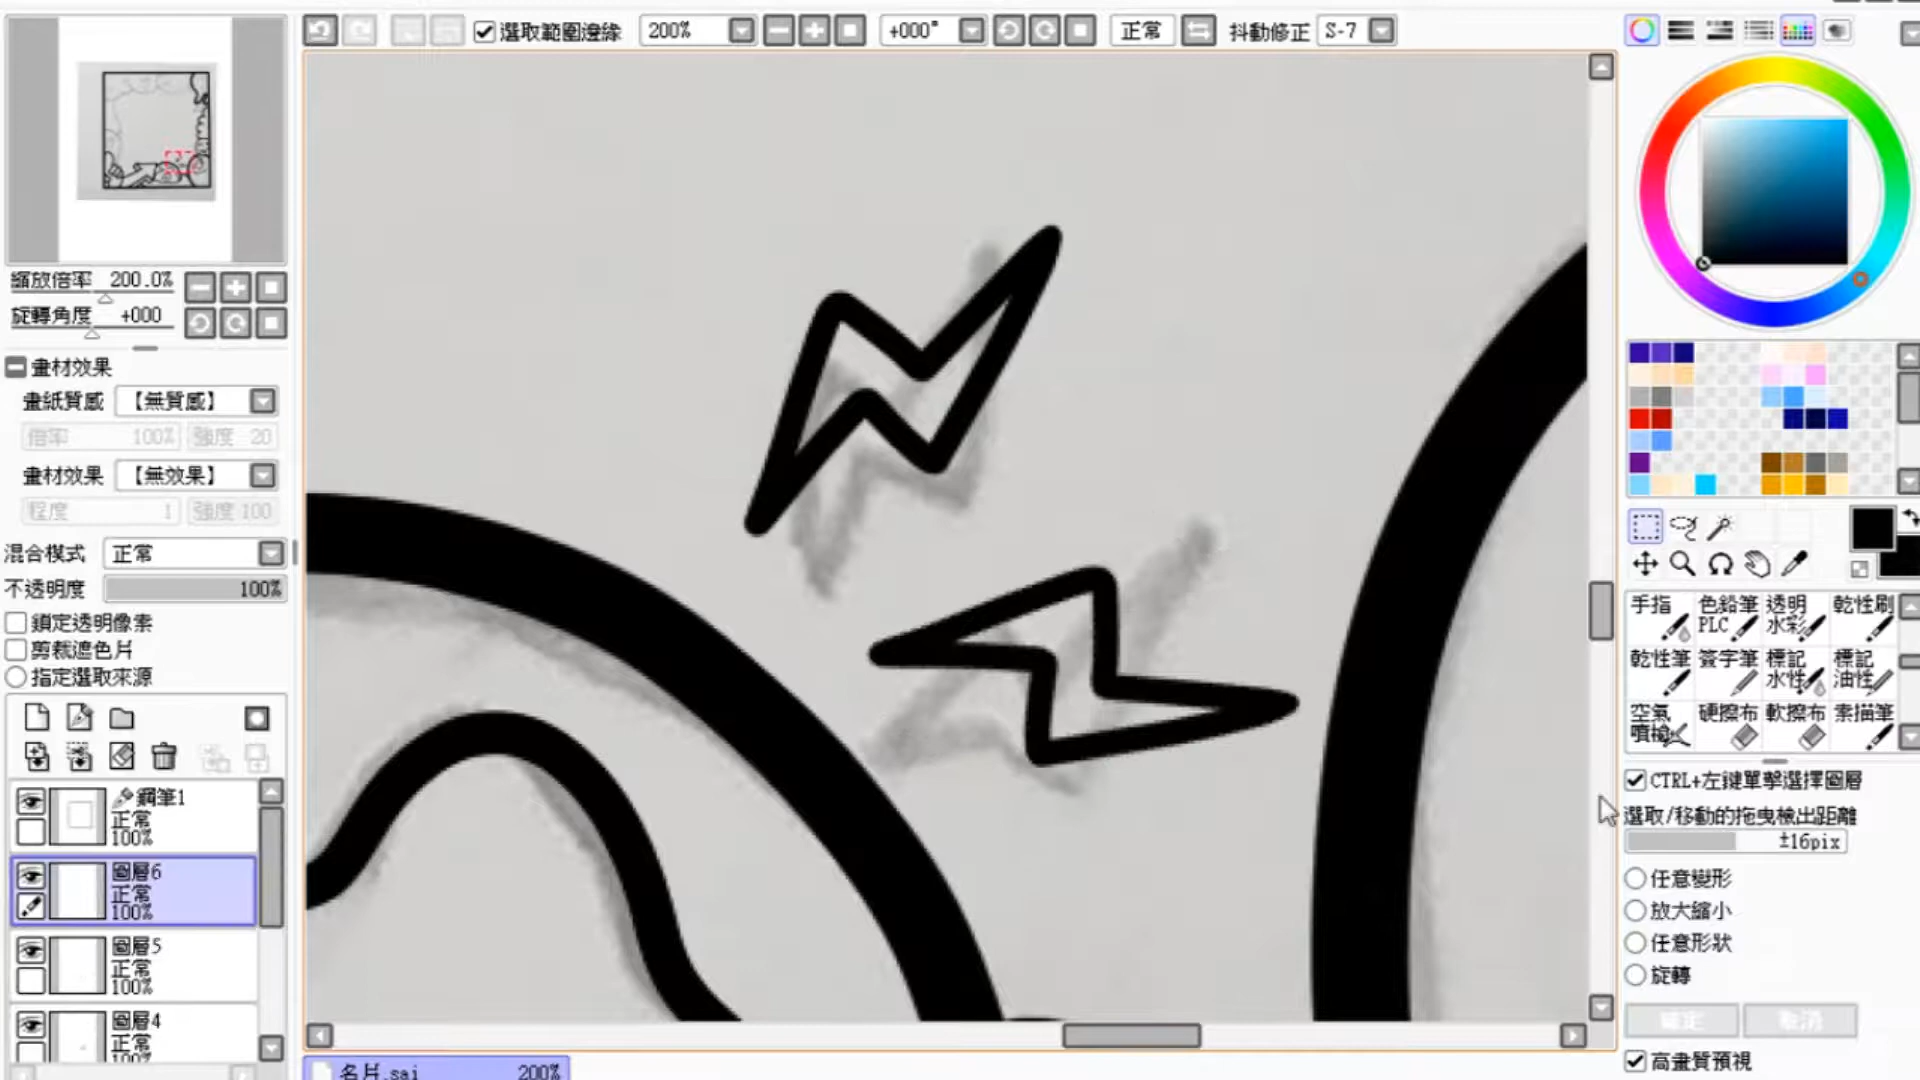 選取範圍邊緣 200% +000° 正常 抖動修正 S-7
縮放倍率 200.0%
旋轉角度 +000
畫材效果
畫紙質感 【無質感】
倍率 100% 強度 20
畫材效果 【無效果】
程度 1 強度 100
混合模式 正常
不透明度 100%
鎖定透明像素
剪裁遮色片
指定選取來源
鋼筆1
正常
100%
圖層6
正常
100%
圖層5
正常
100%
圖層4
正常
100%
名片.sai 200%
手指 色鉛筆PLC 透明水彩 乾性刷
乾性筆 簽字筆 標記水性 標記油性
空氣噴槍 硬擦布 軟擦布 素描筆
CTRL+左鍵單擊選擇圖層
選取/移動的拖曳檢出距離
±16pix
任意變形
放大縮小
任意形狀
旋轉
確定 取消
高畫質預視